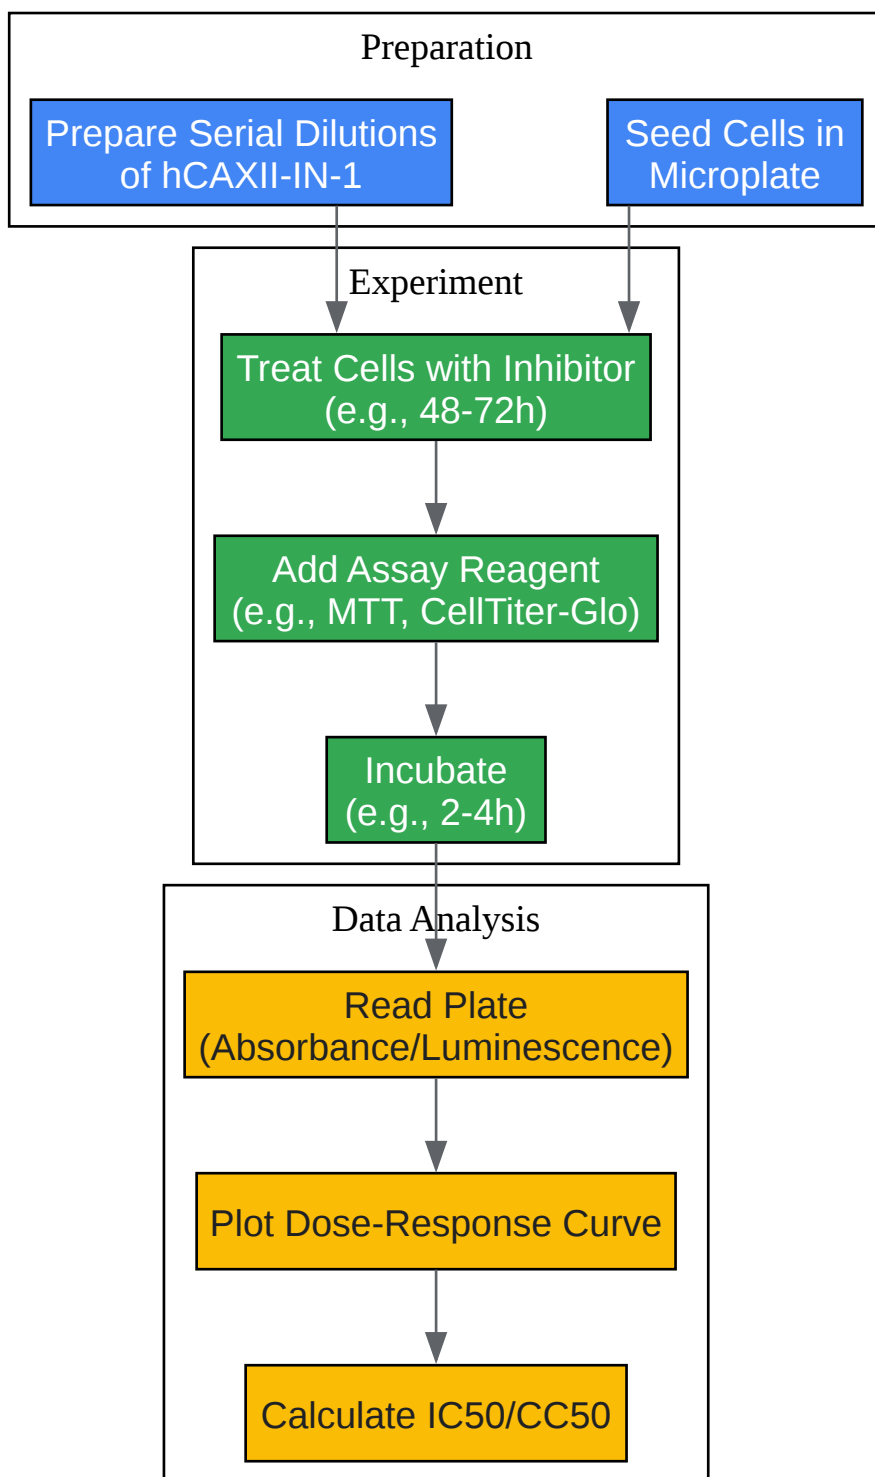 Preparation
Prepare Serial Dilutions
of hCAXII-IN-1
Seed Cells in
Microplate
Experiment
Treat Cells with Inhibitor
(e.g., 48-72h)
Add Assay Reagent
(e.g., MTT, CellTiter-Glo)
Incubate
(e.g., 2-4h)
Data Analysis
Read Plate
(Absorbance/Luminescence)
Plot Dose-Response Curve
Calculate IC50/CC50